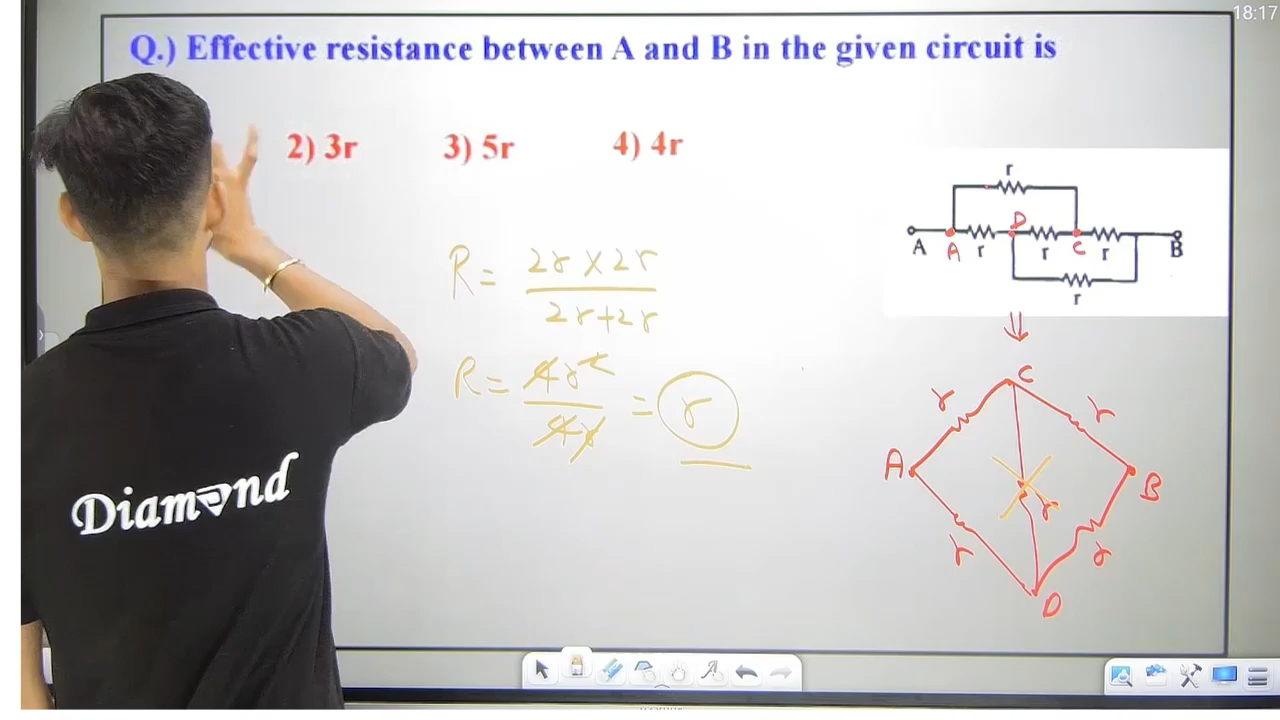 18:17
Q.) Effective resistance between A and B in the given circuit is
2) 3r 3) 5r 4) 4r
r
A A r D r C r B
r
R = 2r × 2r
2r + 2r
R = 4r² = r
4r
C
r r
A B
r
r r
D
Diamond